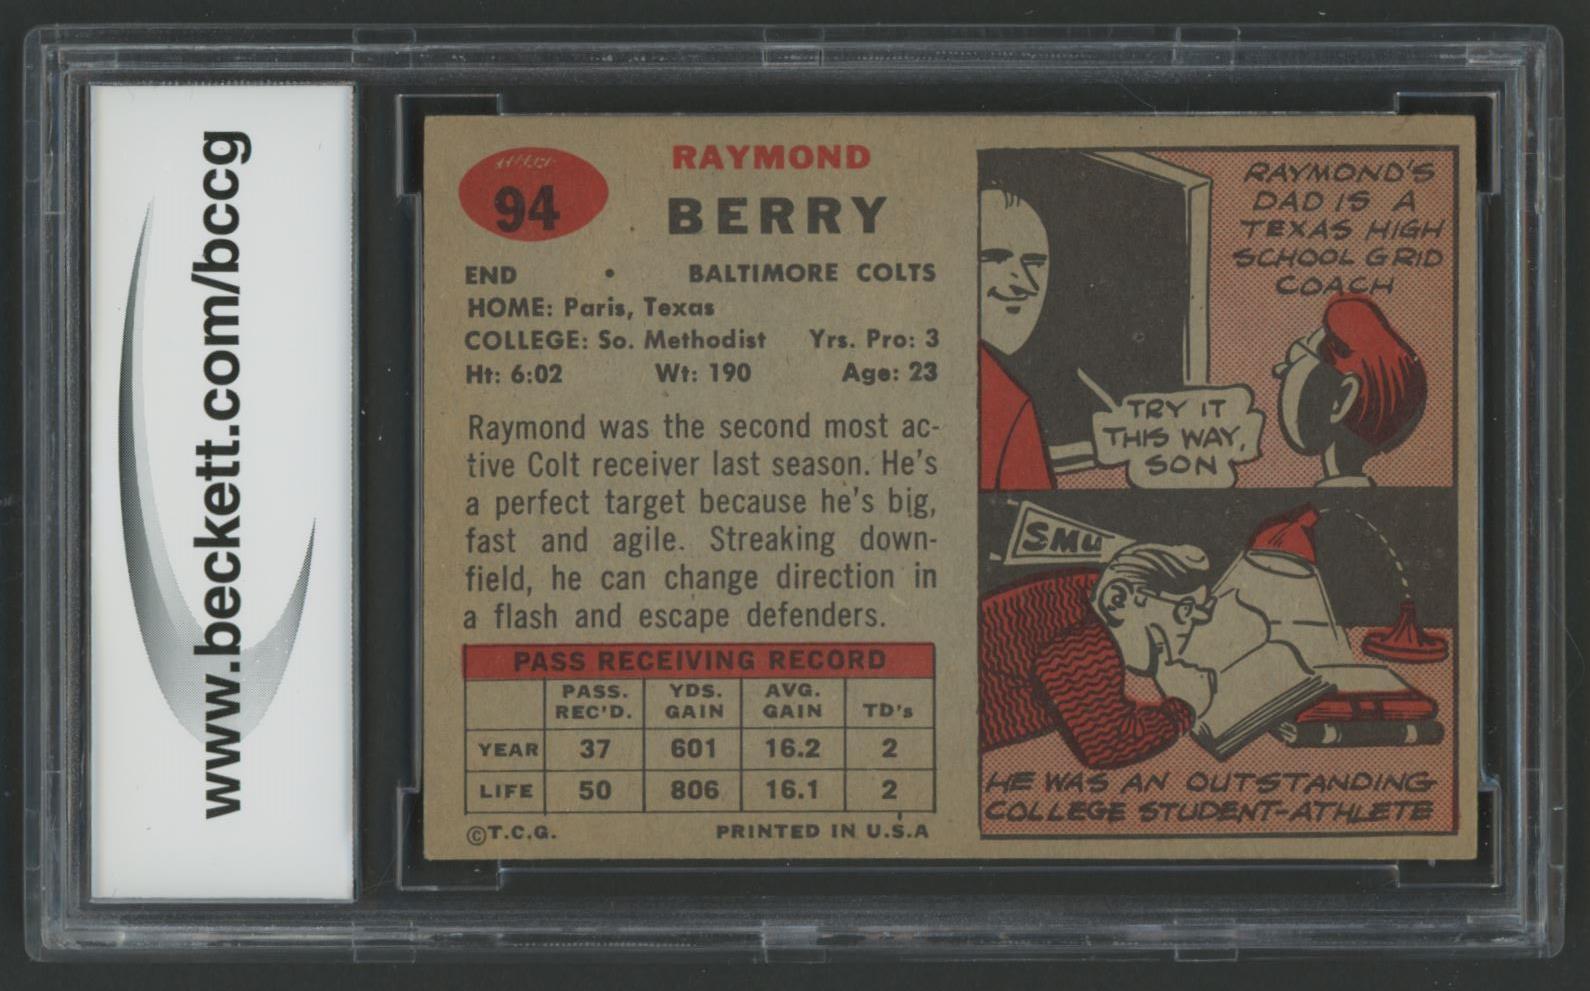 www.beckett.com/bccg
94
RAYMOND
BERRY
END • BALTIMORE COLTS
HOME: Paris, Texas
COLLEGE: So. Methodist Yrs. Pro: 3
Ht: 6:02 Wt: 190 Age: 23
Raymond was the second most ac-
tive Colt receiver last season. He's
a perfect target because he's big,
fast and agile. Streaking down-
field, he can change direction in
a flash and escape defenders.
PASS RECEIVING RECORD
PASS. REC'D. YDS. GAIN AVG. GAIN TD's
YEAR 37 601 16.2 2
LIFE 50 806 16.1 2
©T.C.G. PRINTED IN U.S.A
RAYMOND'S
DAD IS A
TEXAS HIGH
SCHOOL GRID
COACH
TRY IT
THIS WAY,
SON
SMU
HE WAS AN OUTSTANDING
COLLEGE STUDENT-ATHLETE